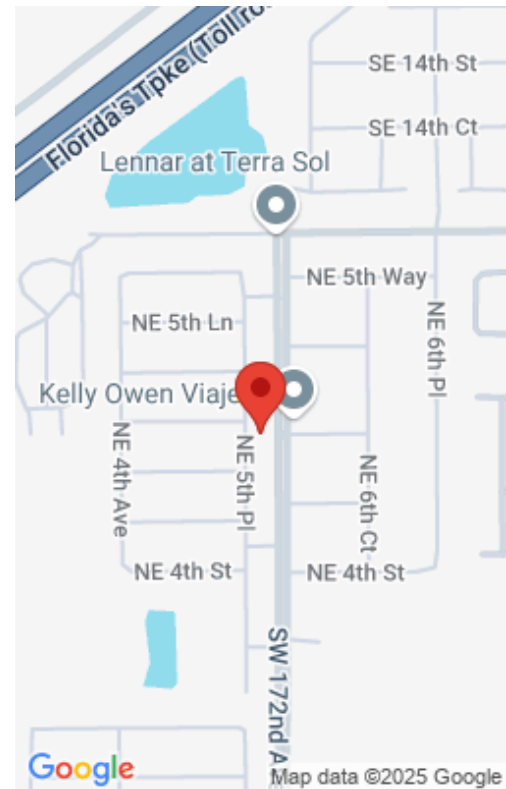 Florida's Tpke (Toll road)
SE 14th St
SE 14th Ct
Lennar at Terra Sol
NE 5th Way
NE 5th Ln
NE 6th Pl
Kelly Owen Viaje
NE 4th Ave
NE 5th Pl
NE 6th Ct
NE 4th St
NE 4th St
SW 172nd A
Google
Map data ©2025 Google